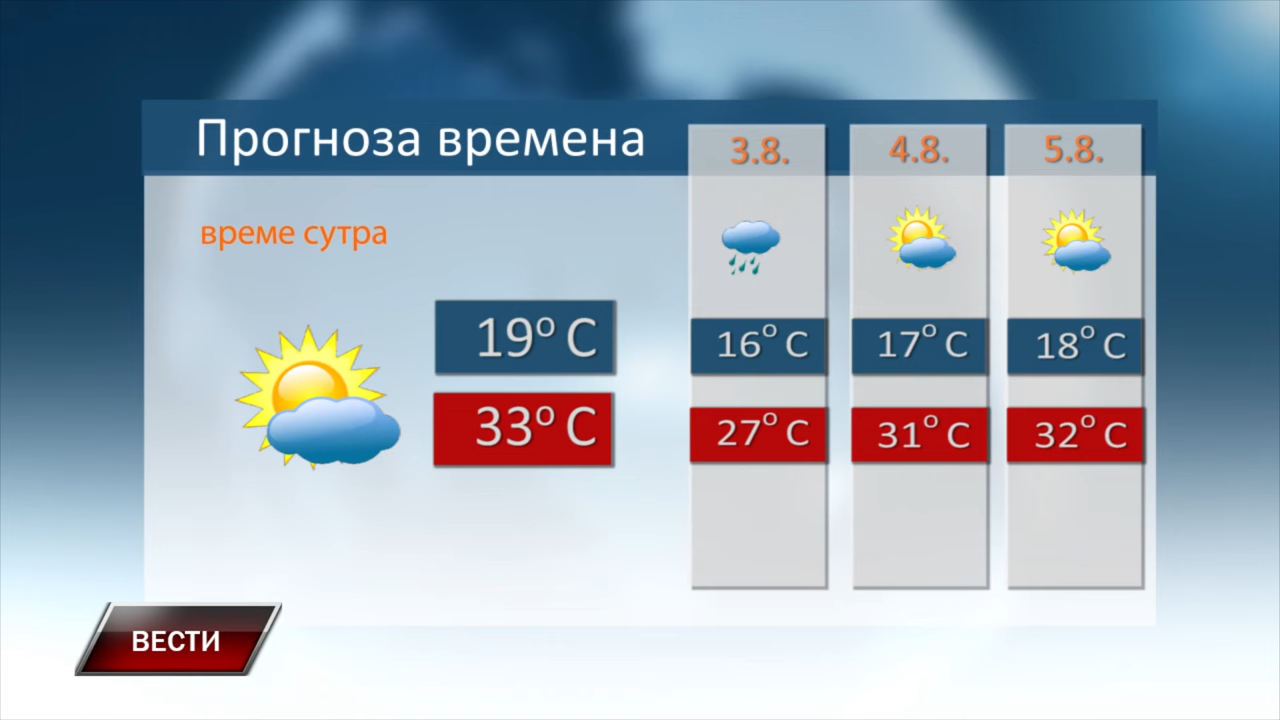 Прогноза времена
време сутра
19° C
33° C
3.8.
16° C
27° C
4.8.
17° C
31° C
5.8.
18° C
32° C
ВЕСТИ